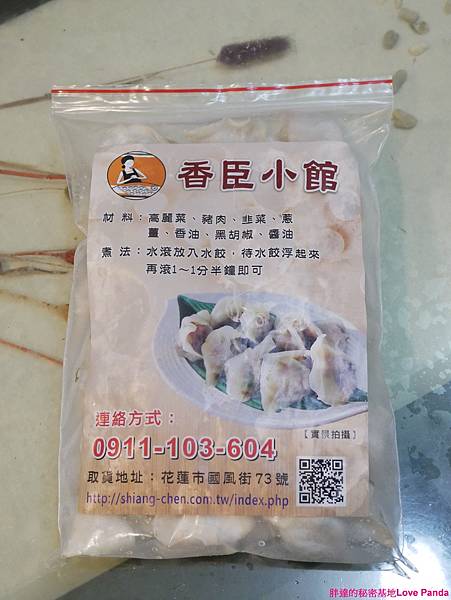 香臣小館
材 料：高麗菜、豬肉、韭菜、蔥
薑、香油、黑胡椒、醬油
煮 法：水滾放入水餃，待水餃浮起來
再滾1～1分半鐘即可
連絡方式：
【實景拍攝】
0911-103-604
取貨地址：花蓮市國風街73號
http://shiang-chen.com.tw/index.php
胖達的秘密基地Love Panda